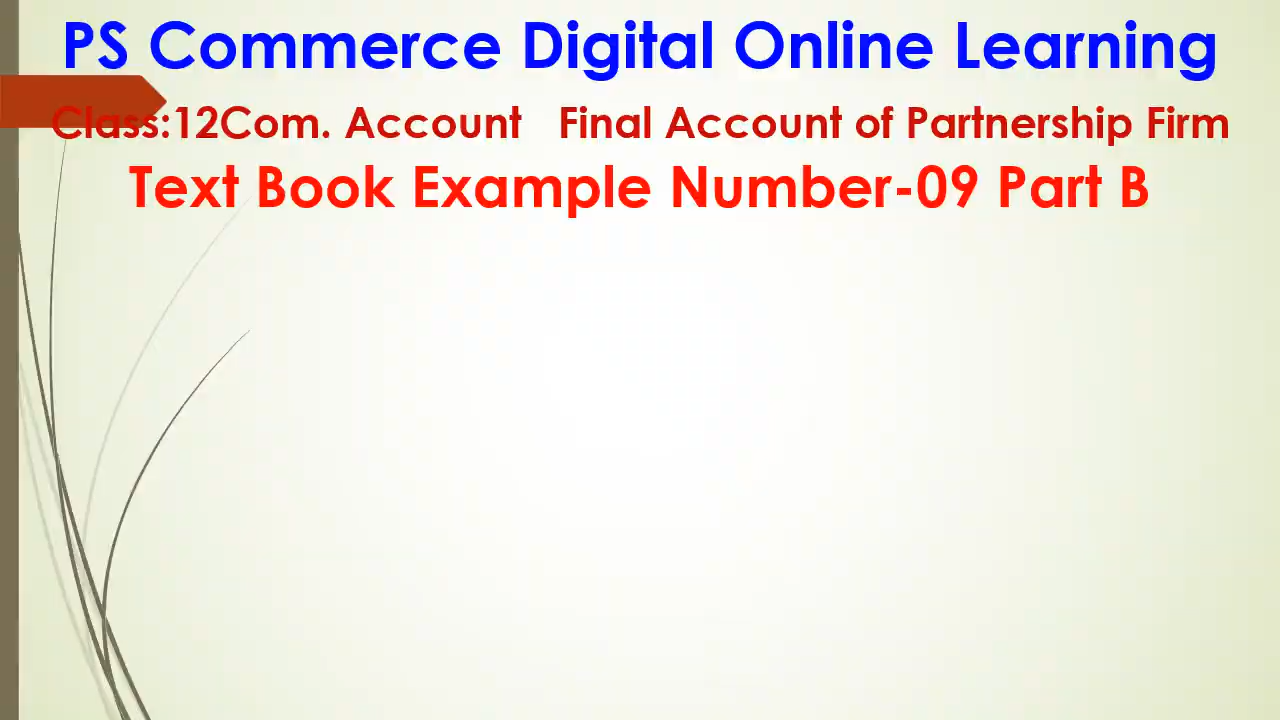 PS Commerce Digital Online Learning
Class:12Com. Account Final Account of Partnership Firm
Text Book Example Number-09 Part B